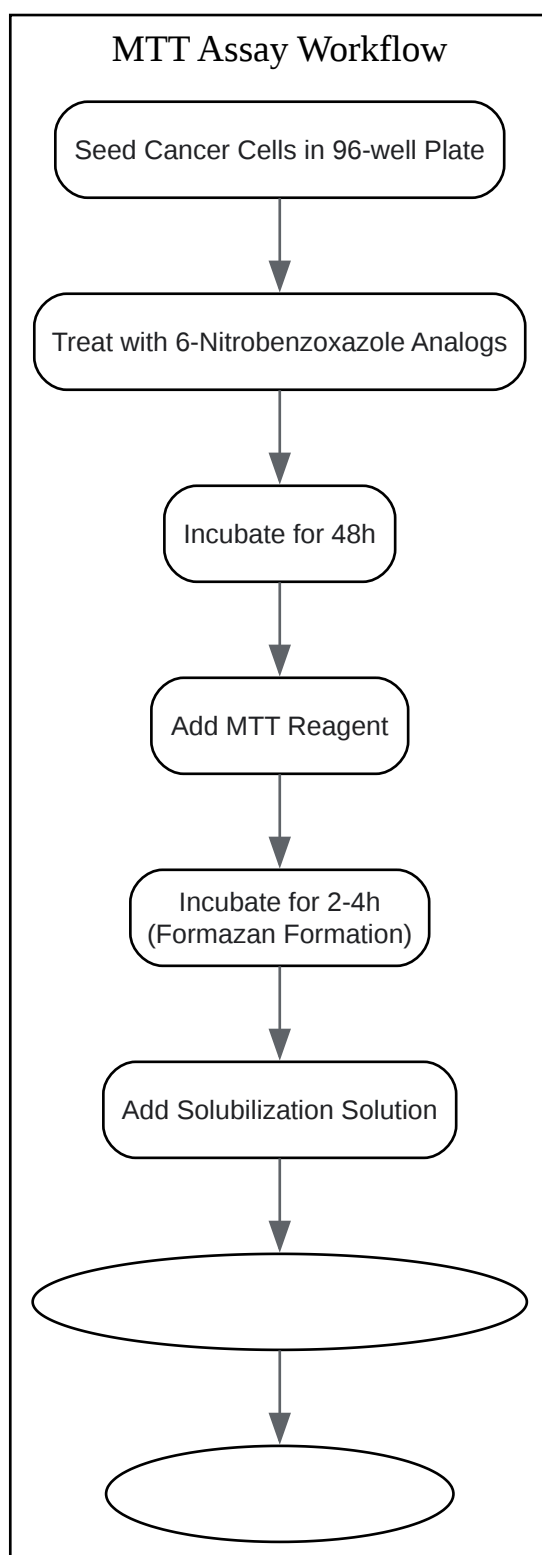 MTT Assay Workflow
Seed Cancer Cells in 96-well Plate
Treat with 6-Nitrobenzoxazole Analogs
Incubate for 48h
Add MTT Reagent
Incubate for 2-4h
(Formazan Formation)
Add Solubilization Solution